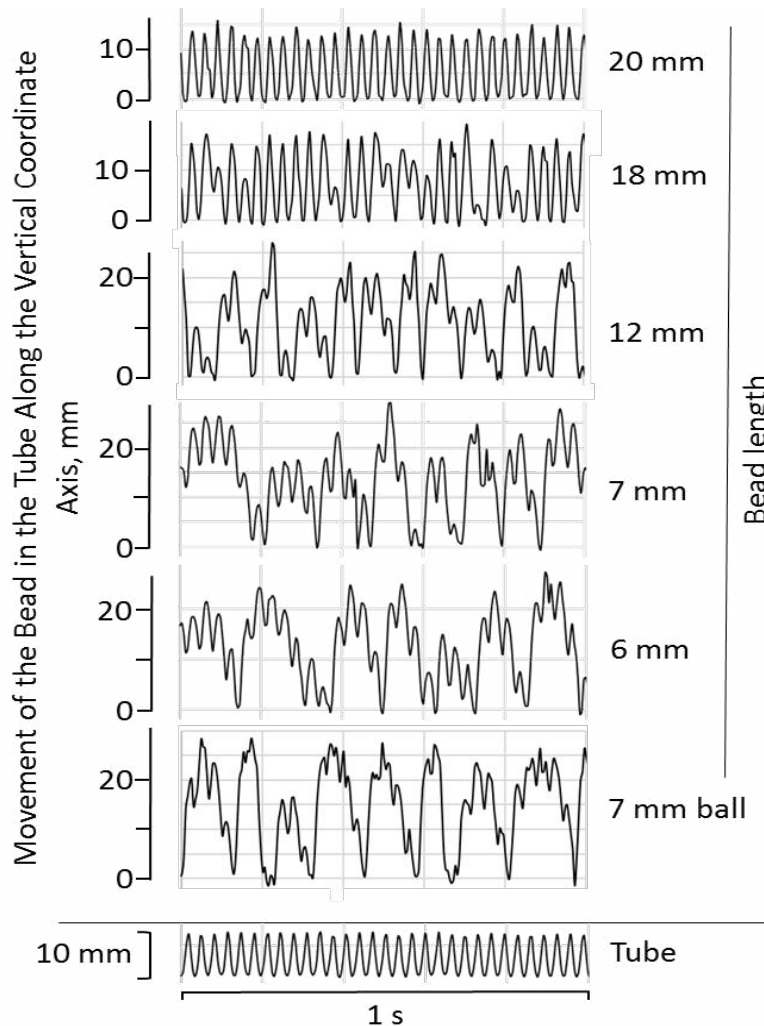 Movement of the Bead in the Tube Along the Vertical Coordinate
Axis, mm
10
0
20 mm
10
0
18 mm
20
0
12 mm
20
0
7 mm
20
0
6 mm
20
0
7 mm ball
Bead length
10 mm
Tube
1 s